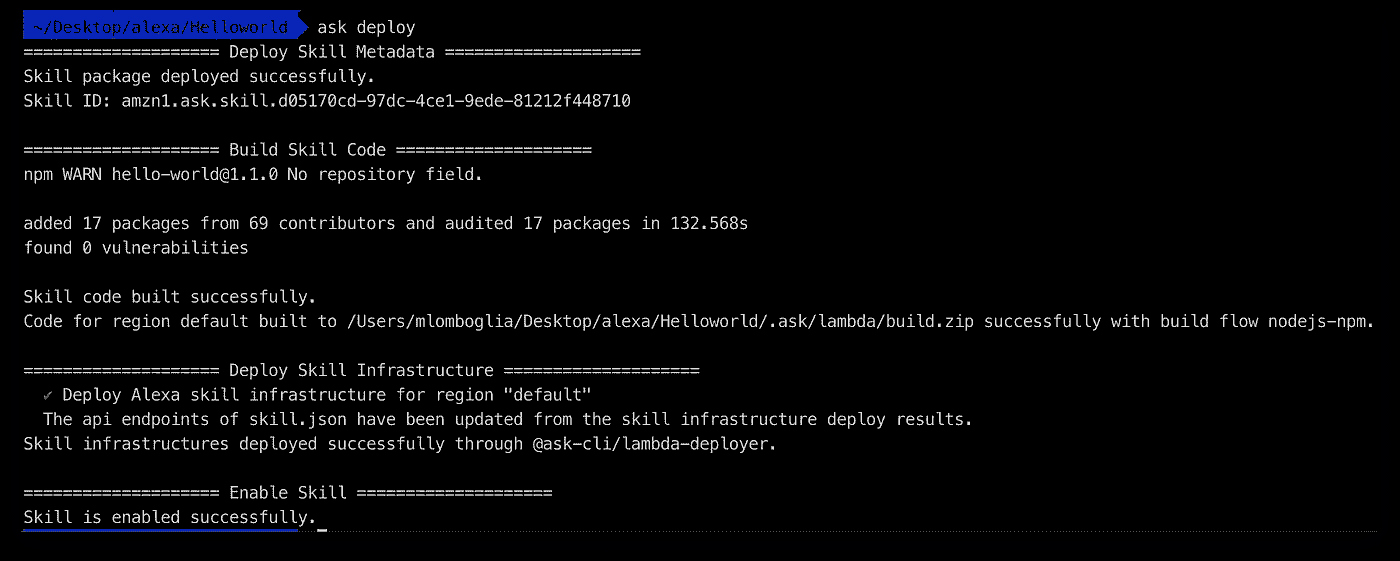 ~/Desktop/alexa/Helloworld ask deploy
==================== Deploy Skill Metadata ====================
Skill package deployed successfully.
Skill ID: amzn1.ask.skill.d05170cd-97dc-4ce1-9ede-81212f448710
==================== Build Skill Code ====================
npm WARN hello-world@1.1.0 No repository field.
added 17 packages from 69 contributors and audited 17 packages in 132.568s
found 0 vulnerabilities
Skill code built successfully.
Code for region default built to /Users/mlomboglia/Desktop/alexa/Helloworld/.ask/lambda/build.zip successfully with build flow nodejs-npm.
==================== Deploy Skill Infrastructure ====================
✔ Deploy Alexa skill infrastructure for region "default"
The api endpoints of skill.json have been updated from the skill infrastructure deploy results.
Skill infrastructures deployed successfully through @ask-cli/lambda-deployer.
==================== Enable Skill ====================
Skill is enabled successfully.